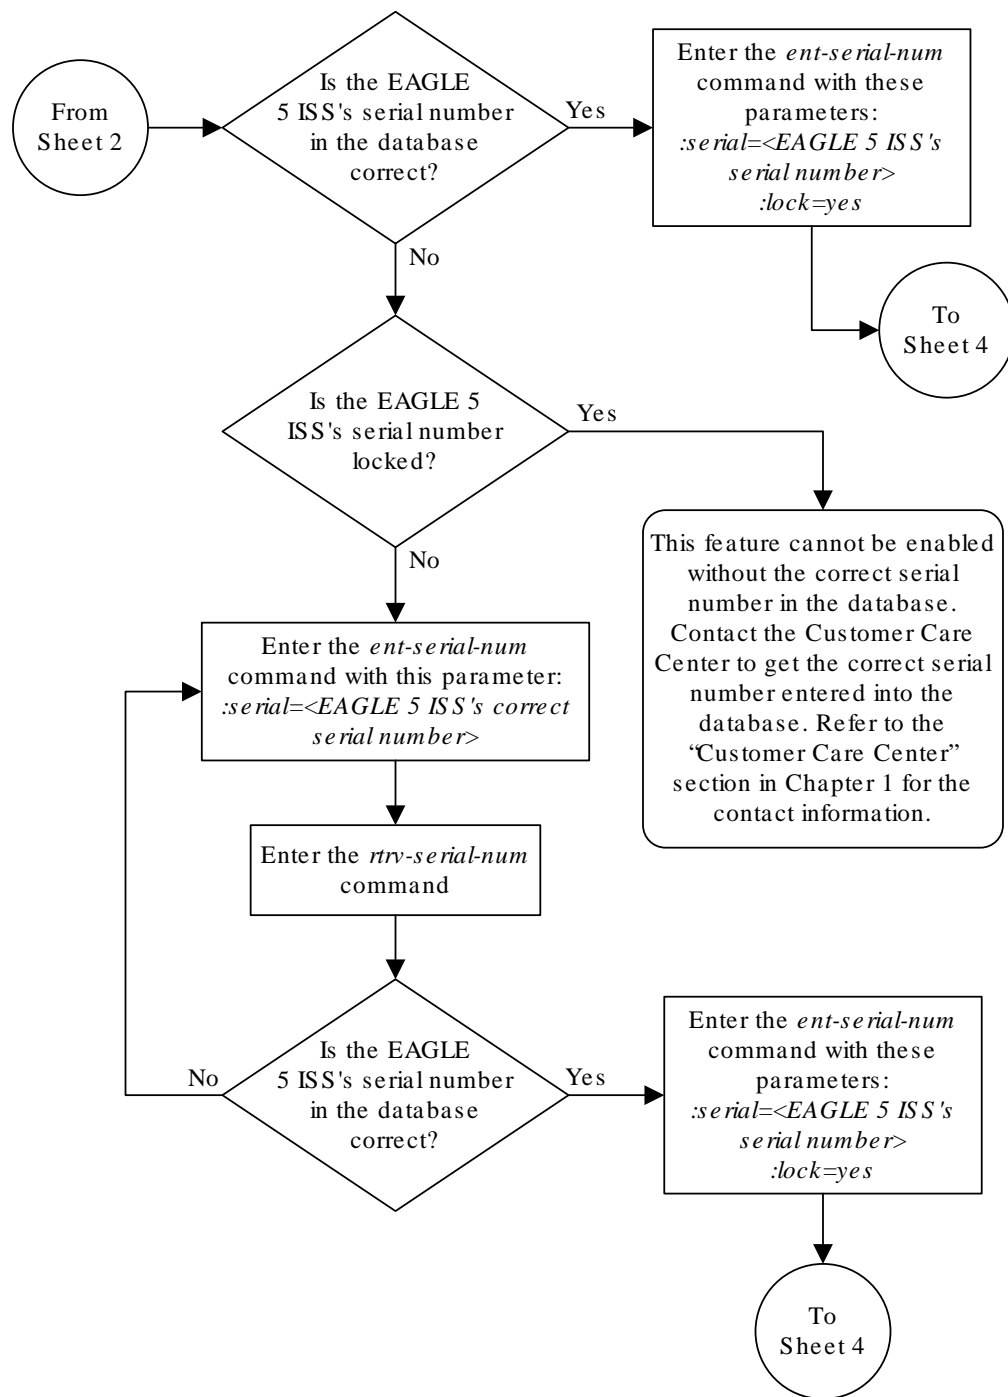 From
Sheet 2
Is the EAGLE
5 ISS's serial number
in the database
correct?
Yes
Enter the ent-serial-num
command with these
parameters:
:serial=<EAGLE 5 ISS's
serial number>
:lock=yes
No
To
Sheet 4
Is the EAGLE 5
ISS's serial number
locked?
Yes
No
This feature cannot be enabled
without the correct serial
number in the database.
Contact the Customer Care
Center to get the correct serial
number entered into the
database. Refer to the
“Customer Care Center”
section in Chapter 1 for the
contact information.
Enter the ent-serial-num
command with this parameter:
:serial=<EAGLE 5 ISS's correct
serial number>
Enter the rtrv-serial-num
command
Is the EAGLE
5 ISS's serial number
in the database
correct?
No
Yes
Enter the ent-serial-num
command with these
parameters:
:serial=<EAGLE 5 ISS's
serial number>
:lock=yes
To
Sheet 4